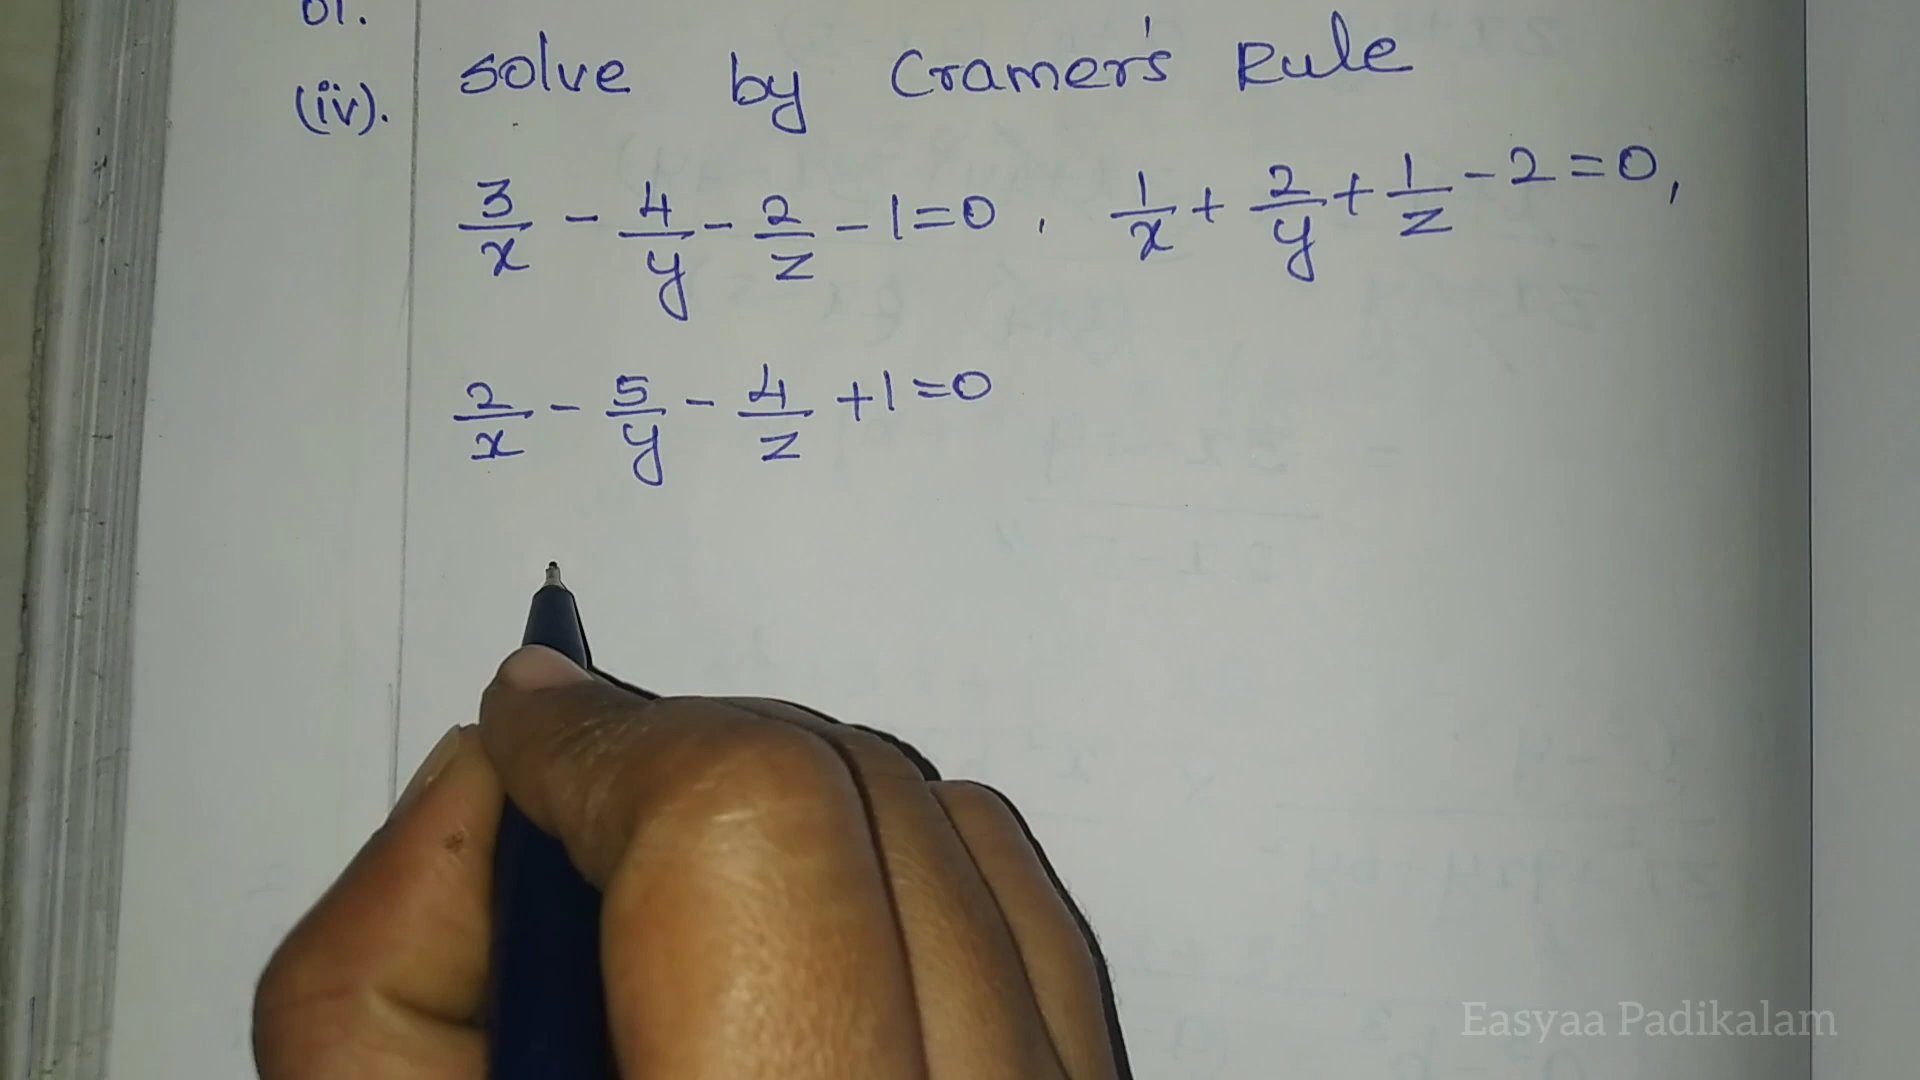 01.
(iv). Solve by Cramer's Rule
3/x - 4/y - 2/z - 1 = 0, 1/x + 2/y + 1/z - 2 = 0,
2/x - 5/y - 4/z + 1 = 0
Easyaa Padikalam